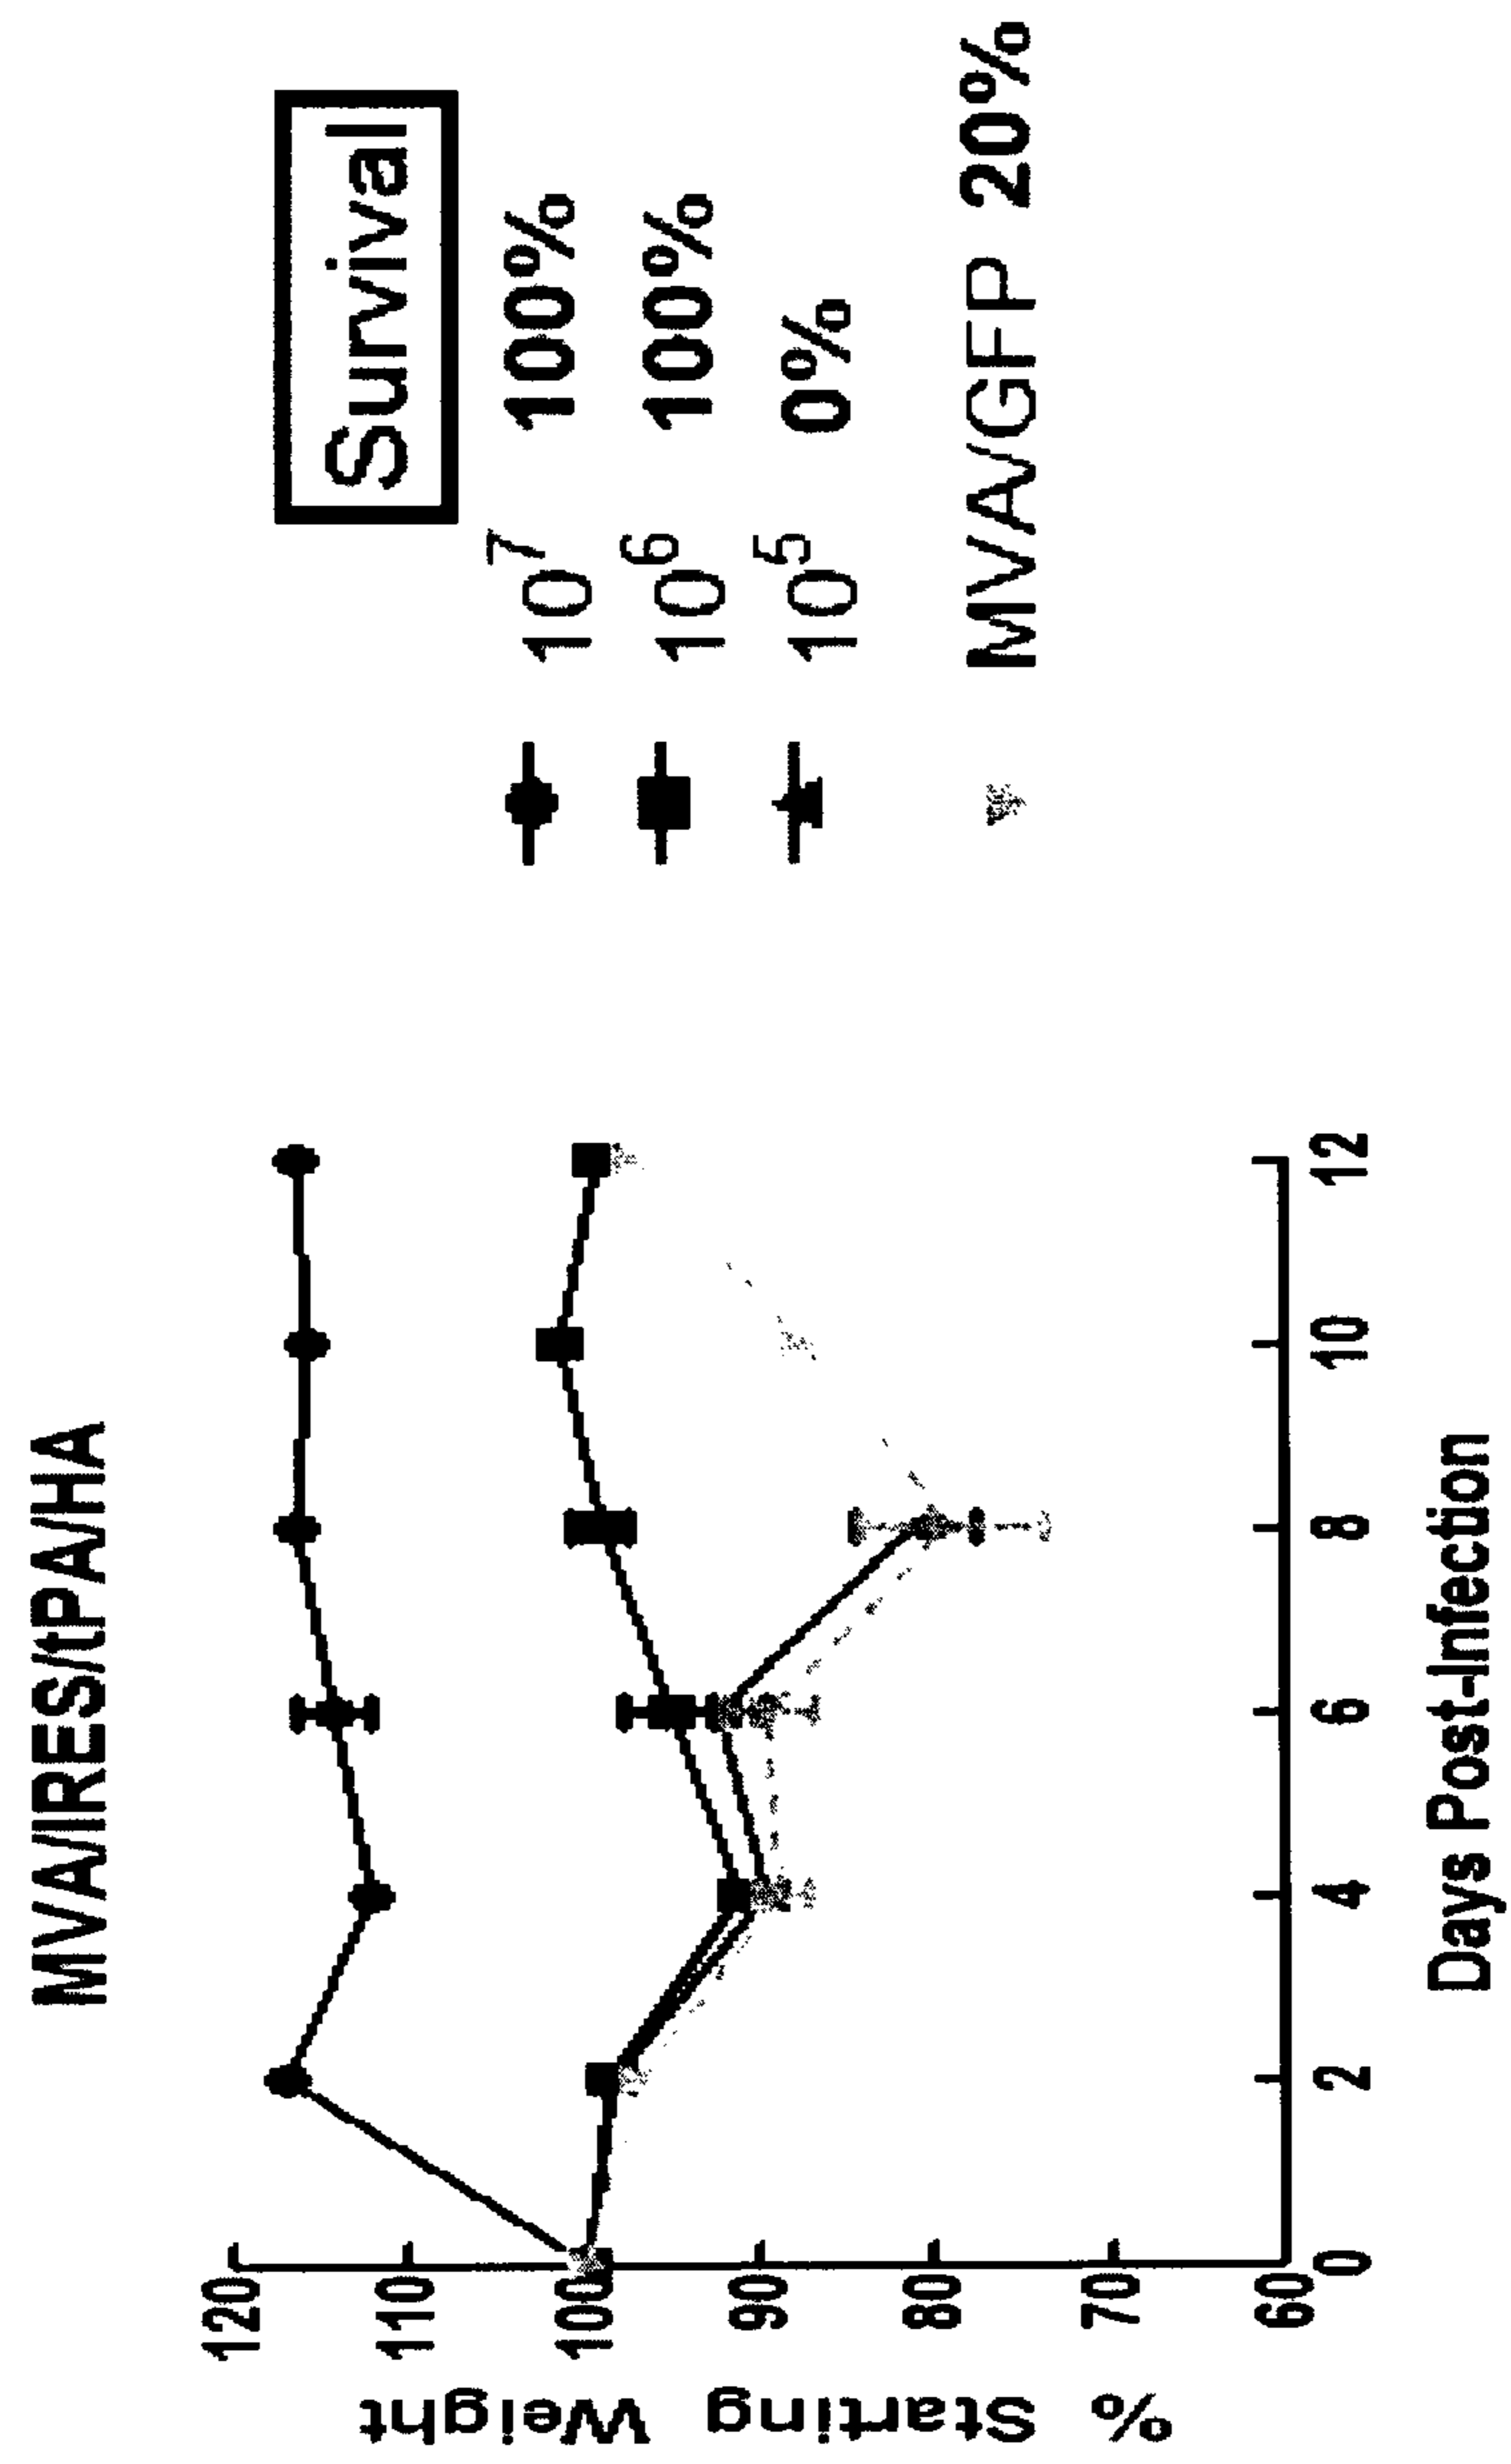 MVA/IRES/tPA/HA
Survival
10⁷ 100%
10⁶ 100%
10⁵ 0%
MVA/GFP 20%
% Starting Weight
120
110
100
90
80
70
60
0 2 4 6 8 10 12
Days Post-Infection